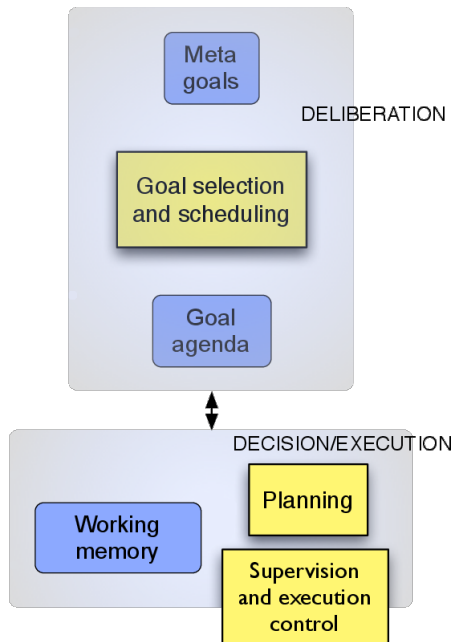 Meta
goals
DELIBERATION
Goal selection
and scheduling
Goal
agenda
DECISION/EXECUTION
Planning
Working
memory
Supervision
and execution
control